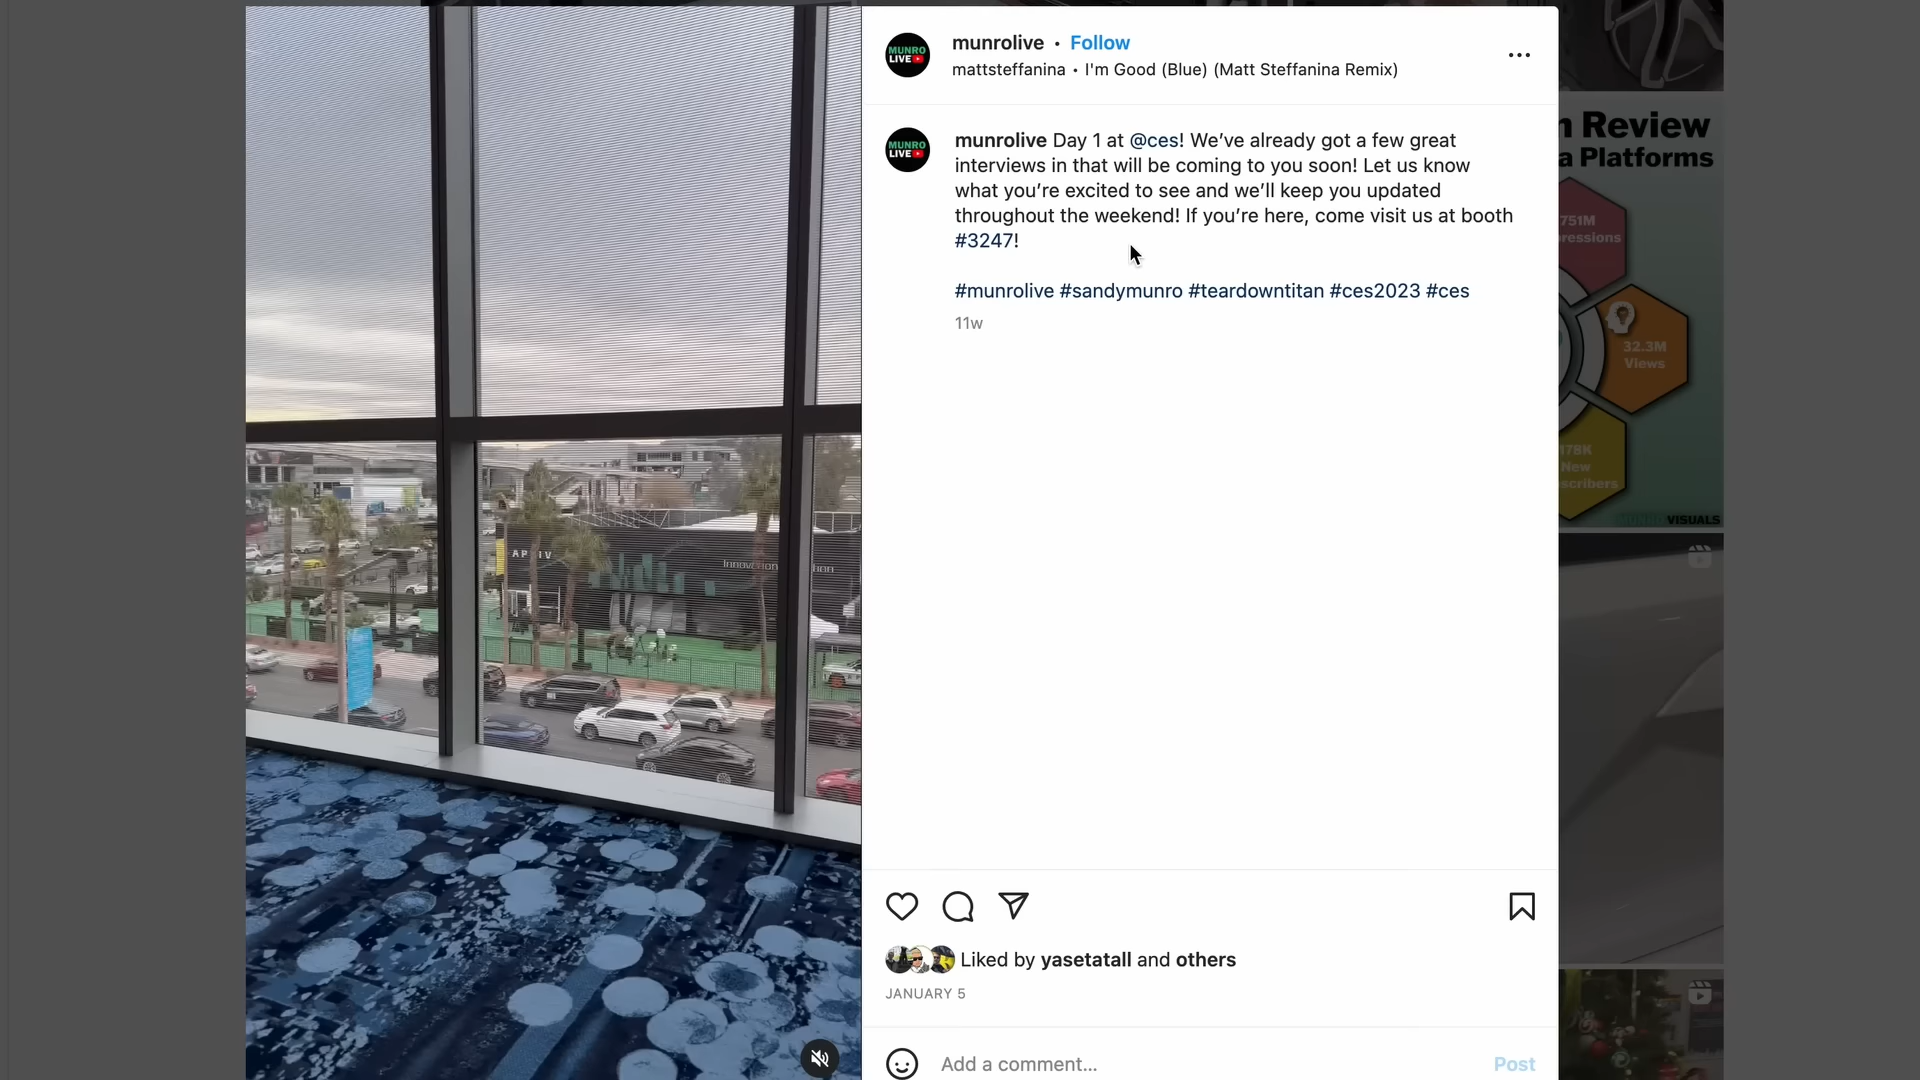 munrolive • Follow
mattsteffanina • I'm Good (Blue) (Matt Steffanina Remix)
munrolive Day 1 at @ces! We’ve already got a few great
interviews in that will be coming to you soon! Let us know
what you’re excited to see and we’ll keep you updated
throughout the weekend! If you’re here, come visit us at booth
#3247!
#munrolive #sandymunro #teardowntitan #ces2023 #ces
11w
Liked by yasetatall and others
JANUARY 5
Add a comment...
Post
MUNRO
LIVE
MUNRO
LIVE
APTIV
Review
Platforms
751M
32.3M
Views
New
VISUALS